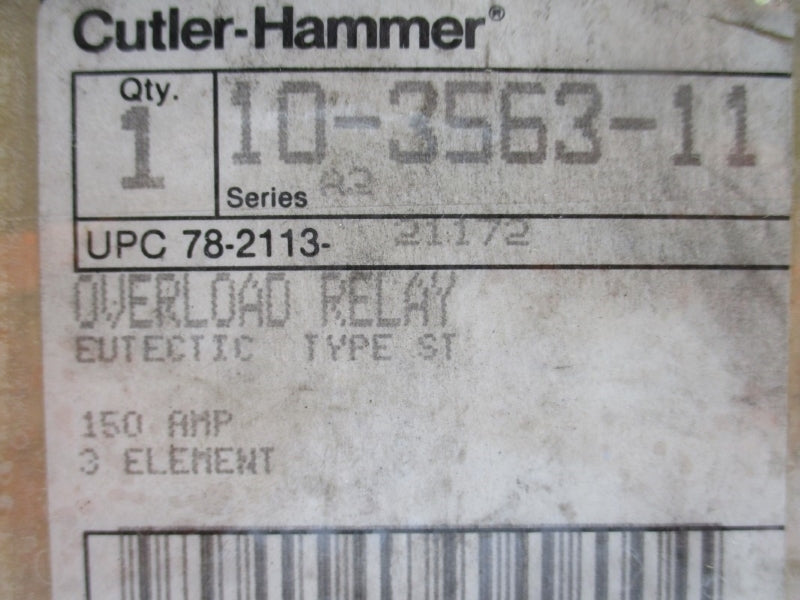 Cutler-Hammer®
Qty. 1
10-3563-11
Series A2
UPC 78-2113- 21172
OVERLOAD RELAY
EUTECTIC TYPE ST
150 AMP
3 ELEMENT